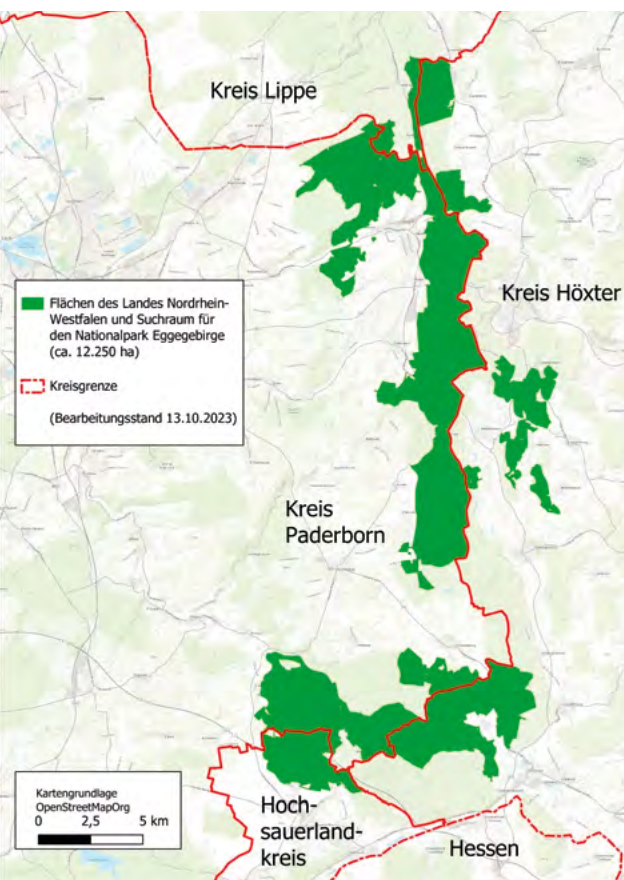 Kreis Lippe
Kreis Höxter
Flächen des Landes Nordrhein-
Westfalen und Suchraum für
den Nationalpark Eggegebirge
(ca. 12.250 ha)
Kreisgrenze
(Bearbeitungsstand 13.10.2023)
Kreis
Paderborn
Kartengrundlage
OpenStreetMapOrg
0 2,5 5 km
Hoch-
sauerland-
kreis
Hessen